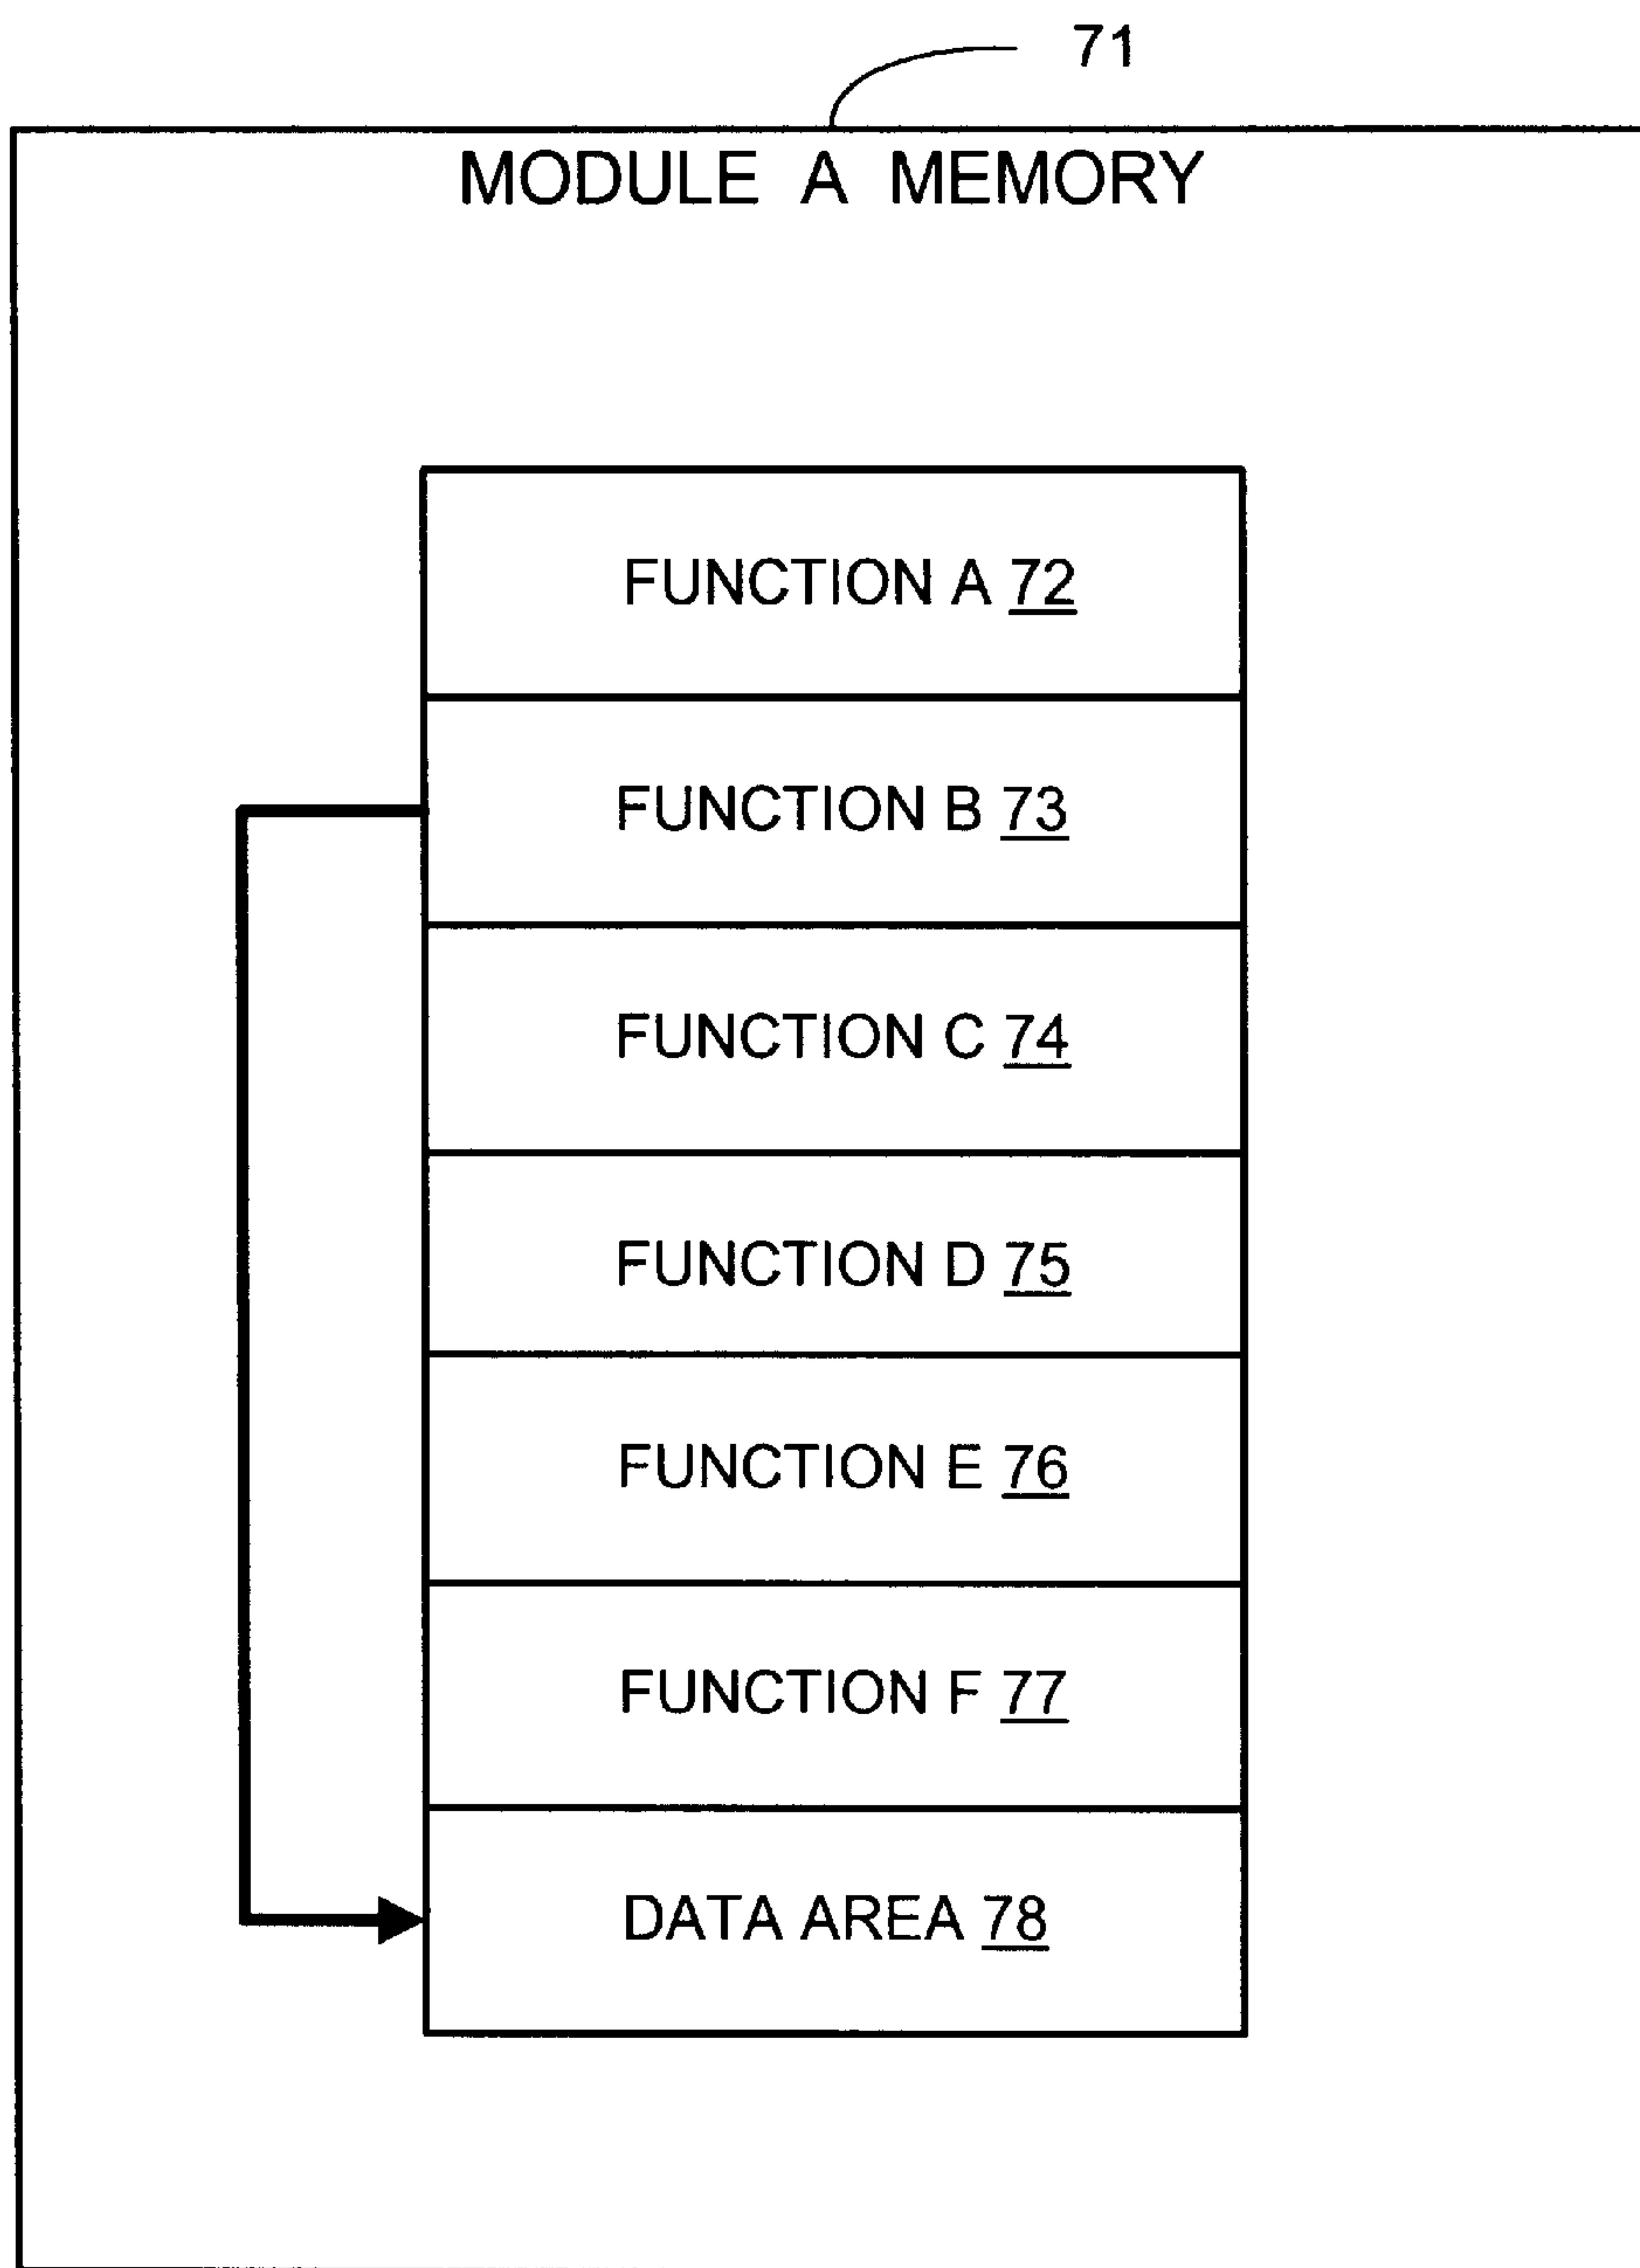 71
MODULE A MEMORY
FUNCTION A 72
FUNCTION B 73
FUNCTION C 74
FUNCTION D 75
FUNCTION E 76
FUNCTION F 77
DATA AREA 78